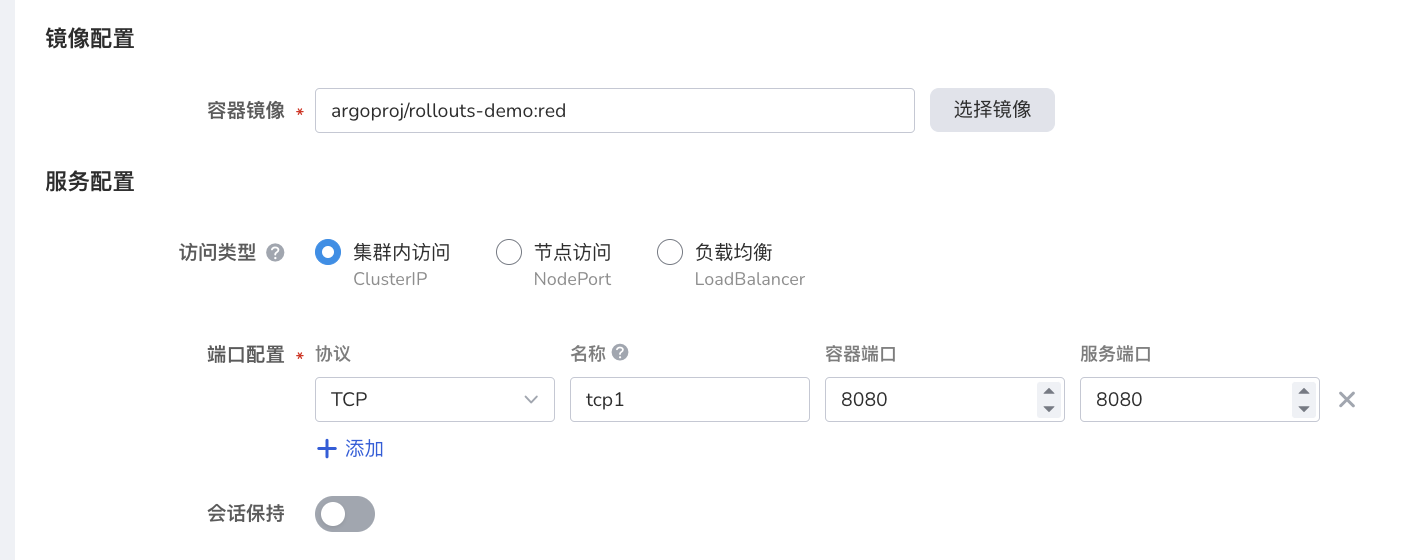 镜像配置
容器镜像 * argoproj/rollouts-demo:red 选择镜像
服务配置
访问类型 ? 集群内访问 节点访问 负载均衡
ClusterIP NodePort LoadBalancer
端口配置 * 协议 名称 ? 容器端口 服务端口
TCP tcp1 8080 8080
+ 添加
会话保持